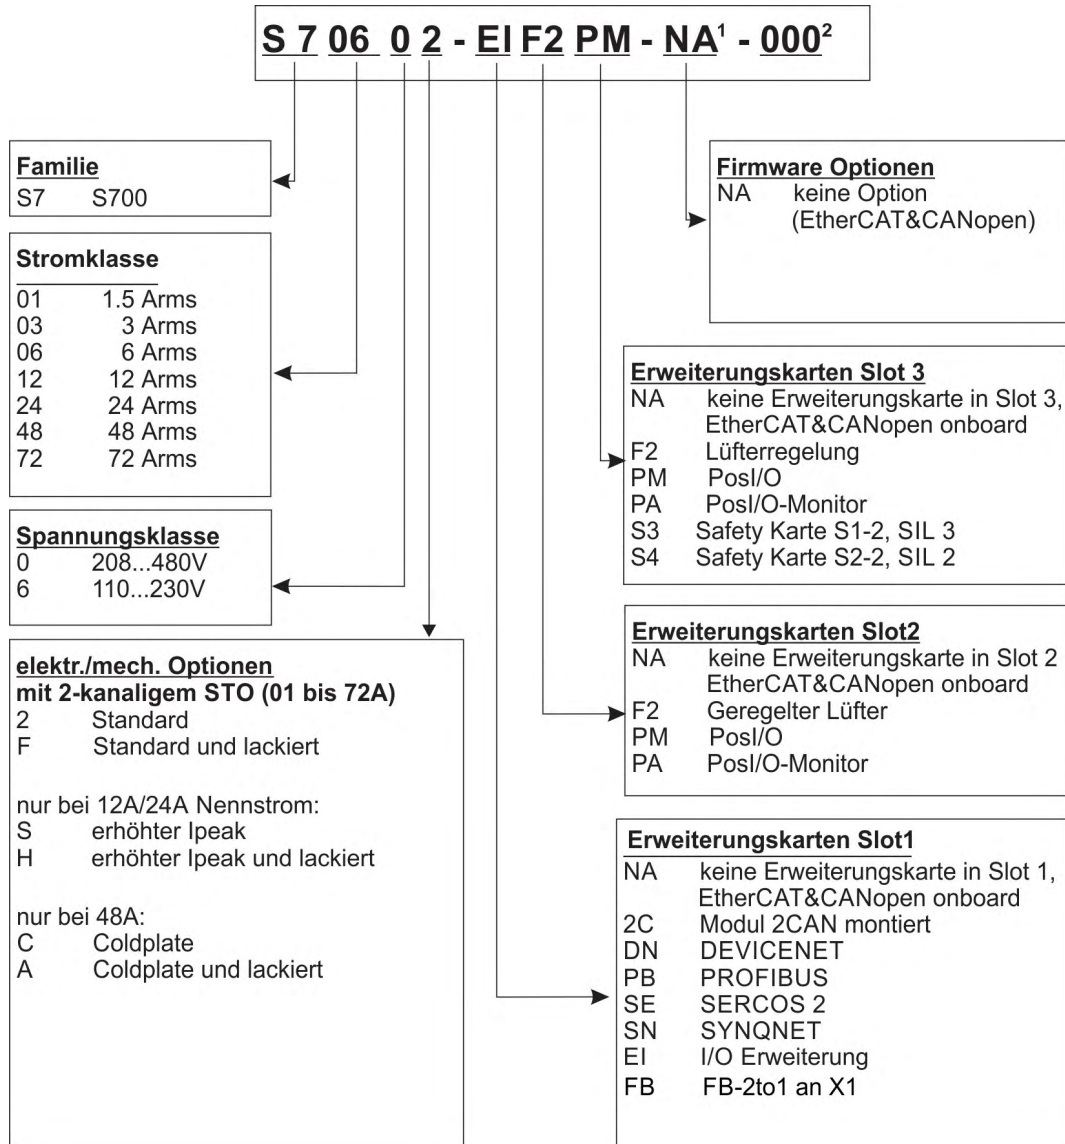 S 7 06 0 2 - EI F2 PM - NA¹ - 000²
Familie
S7 S700
Stromklasse
01 1.5 Arms
03 3 Arms
06 6 Arms
12 12 Arms
24 24 Arms
48 48 Arms
72 72 Arms
Spannungsklasse
0 208...480V
6 110...230V
elektr./mech. Optionen
mit 2-kanaligem STO (01 bis 72A)
2 Standard
F Standard und lackiert
nur bei 12A/24A Nennstrom:
S erhöhter Ipeak
H erhöhter Ipeak und lackiert
nur bei 48A:
C Coldplate
A Coldplate und lackiert
Firmware Optionen
NA keine Option
(EtherCAT&CANopen)
Erweiterungskarten Slot 3
NA keine Erweiterungskarte in Slot 3,
EtherCAT&CANopen onboard
F2 Lüfterregelung
PM PosI/O
PA PosI/O-Monitor
S3 Safety Karte S1-2, SIL 3
S4 Safety Karte S2-2, SIL 2
Erweiterungskarten Slot2
NA keine Erweiterungskarte in Slot 2
EtherCAT&CANopen onboard
F2 Geregelter Lüfter
PM PosI/O
PA PosI/O-Monitor
Erweiterungskarten Slot1
NA keine Erweiterungskarte in Slot 1,
EtherCAT&CANopen onboard
2C Modul 2CAN montiert
DN DEVICENET
PB PROFIBUS
SE SERCOS 2
SN SYNQNET
EI I/O Erweiterung
FB FB-2to1 an X1